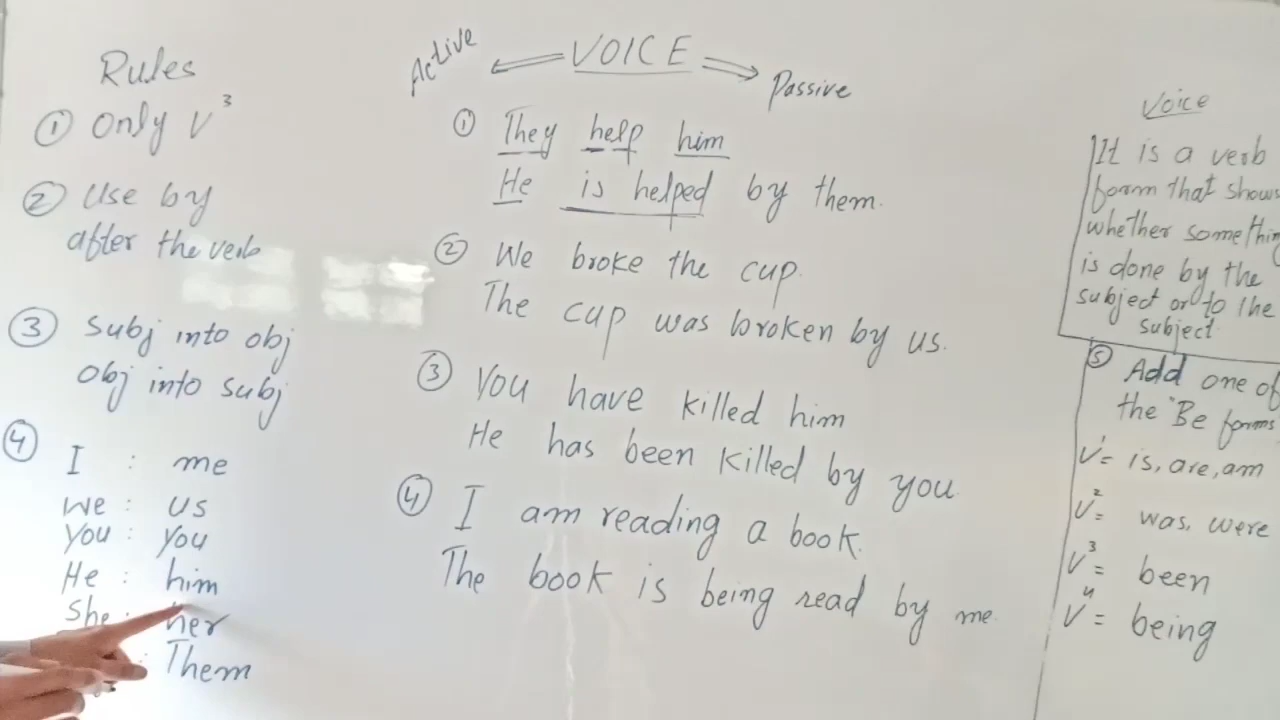 Rules
① Only V³
② Use by
after the verb
③ Subj into obj
Obj into subj
④ I : me
We : us
You : you
He : him
She : her
: Them
VOICE
Active
Passive
① They help him
He is helped by them.
② We broke the cup.
The cup was broken by us.
③ You have killed him
He has been killed by you
④ I am reading a book.
The book is being read by me.
Voice
It is a verb
form that shows
whether
is done by the
subject or to the
subject.
⑤ Add one of
the "Be forms
V¹= is, are, am
V²= was, were
V³= been
V⁴= being